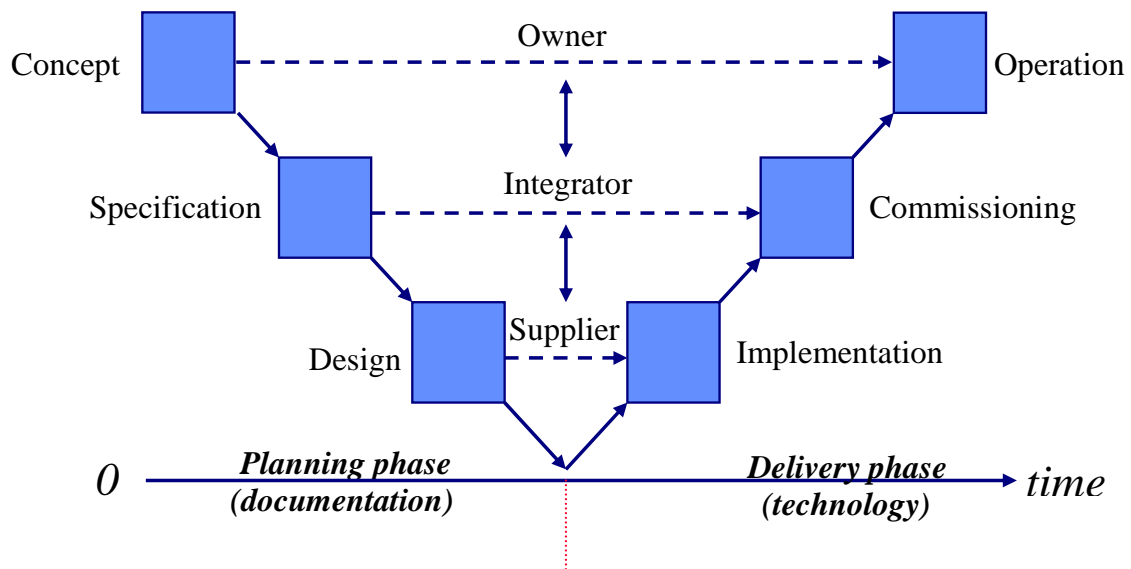 Owner
Concept
Operation
Integrator
Specification
Commissioning
Supplier
Design
Implementation
0
Planning phase
(documentation)
Delivery phase
(technology)
time